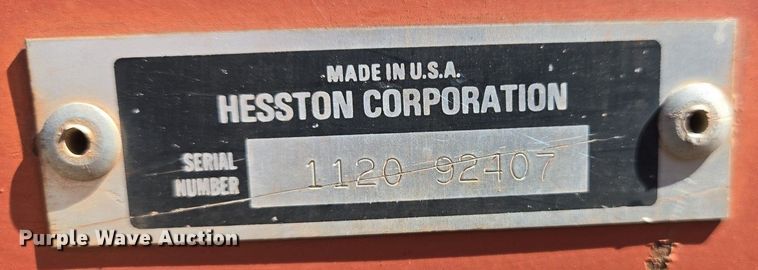 MADE IN U.S.A.
HESSTON CORPORATION
SERIAL NUMBER
1120 92407
Purple Wave Auction